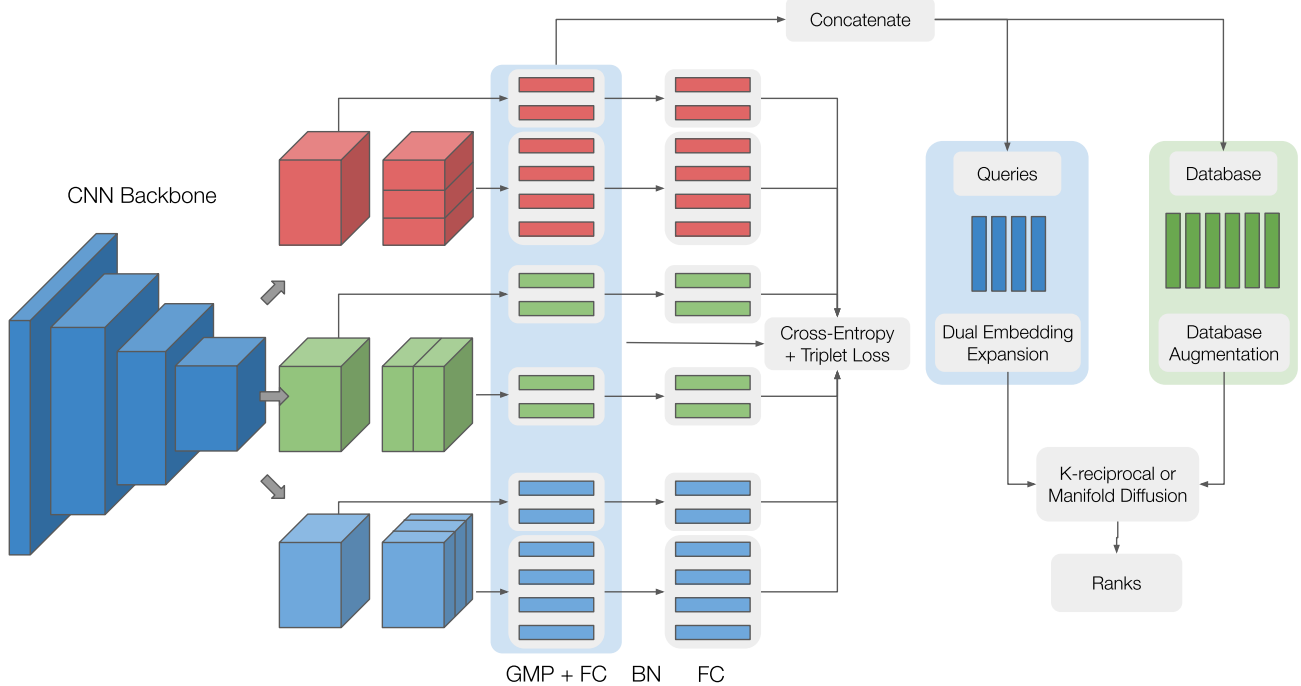 Concatenate
CNN Backbone
Queries
Database
Cross-Entropy
+ Triplet Loss
Dual Embedding
Expansion
Database
Augmentation
K-reciprocal or
Manifold Diffusion
Ranks
GMP + FC
BN
FC